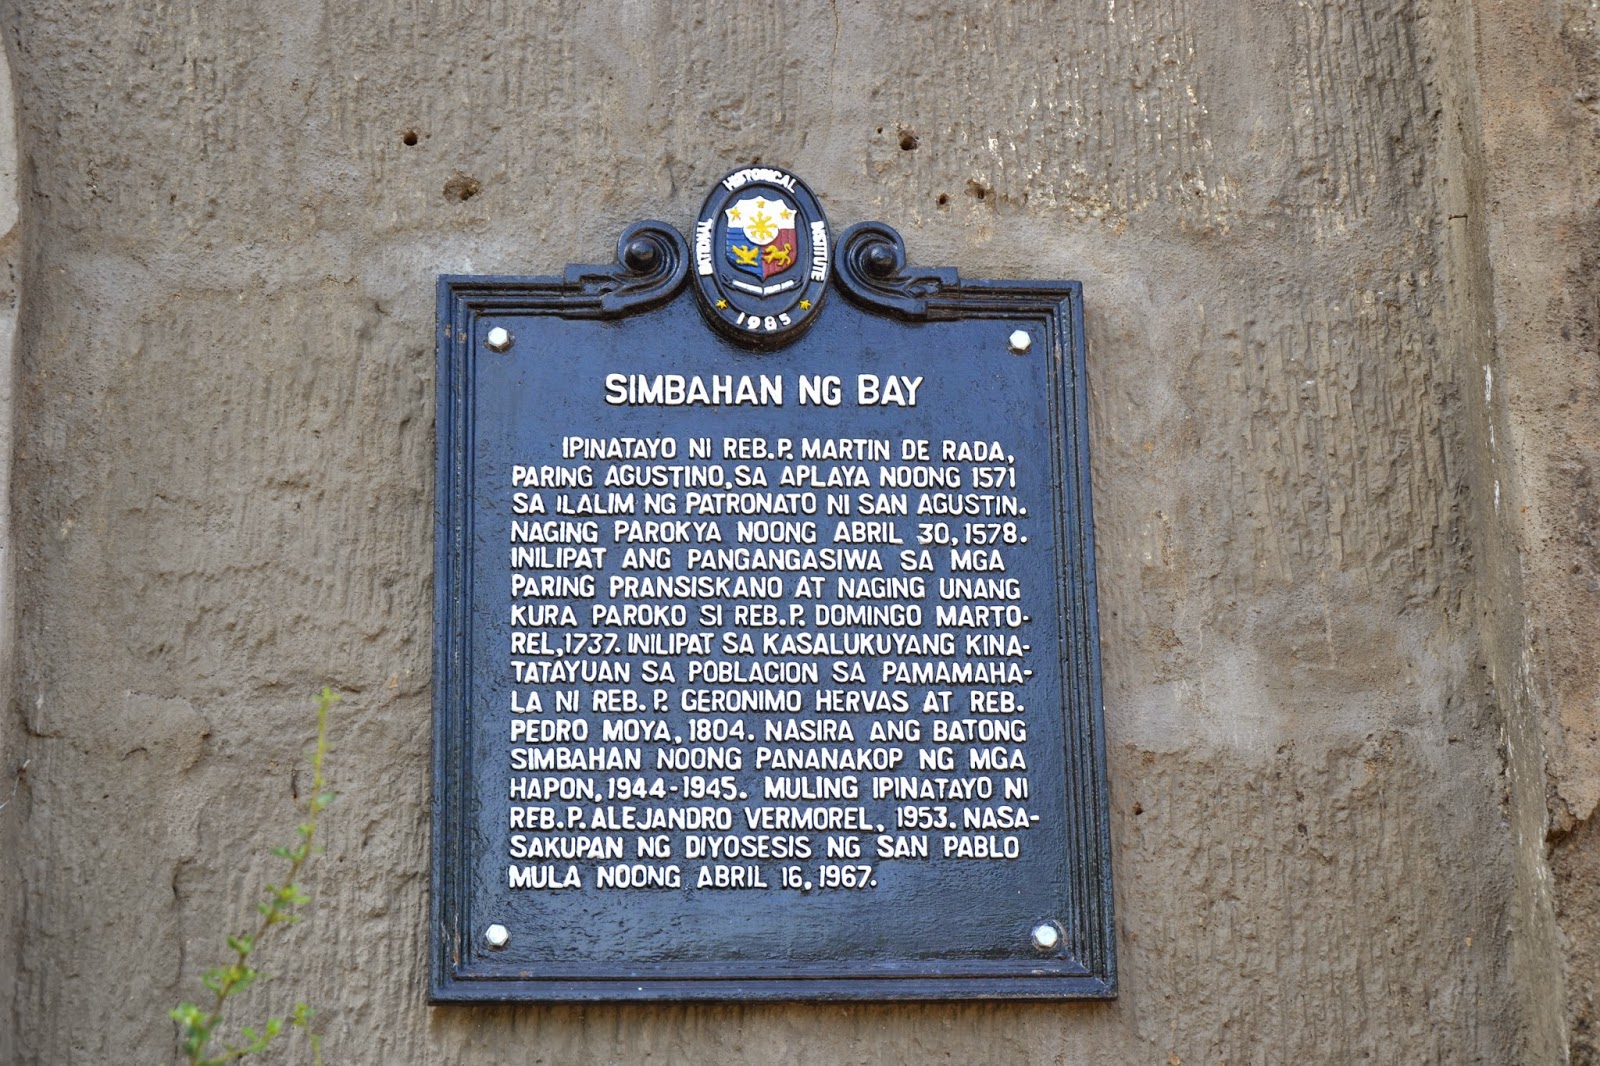 NATIONAL HISTORICAL INSTITUTE
1985
SIMBAHAN NG BAY
IPINATAYO NI REB.P. MARTIN DE RADA,
PARING AGUSTINO, SA APLAYA NOONG 1571
SA ILALIM NG PATRONATO NI SAN AGUSTIN.
NAGING PAROKYA NOONG ABRIL 30, 1578.
INILIPAT ANG PANGANGASIWA SA MGA
PARING PRANSISKANO AT NAGING UNANG
KURA PAROKO SI REB.P. DOMINGO MARTO-
REL, 1737. INILIPAT SA KASALUKUYANG KINA-
TATAYUAN SA POBLACION SA PAMAMAHA-
LA NI REB. P. GERONIMO HERVAS AT REB.
PEDRO MOYA, 1804. NASIRA ANG BATONG
SIMBAHAN NOONG PANANAKOP NG MGA
HAPON, 1944-1945. MULING IPINATAYO NI
REB.P. ALEJANDRO VERMOREL, 1953. NASA-
SAKUPAN NG DIYOSESIS NG SAN PABLO
MULA NOONG ABRIL 16, 1967.